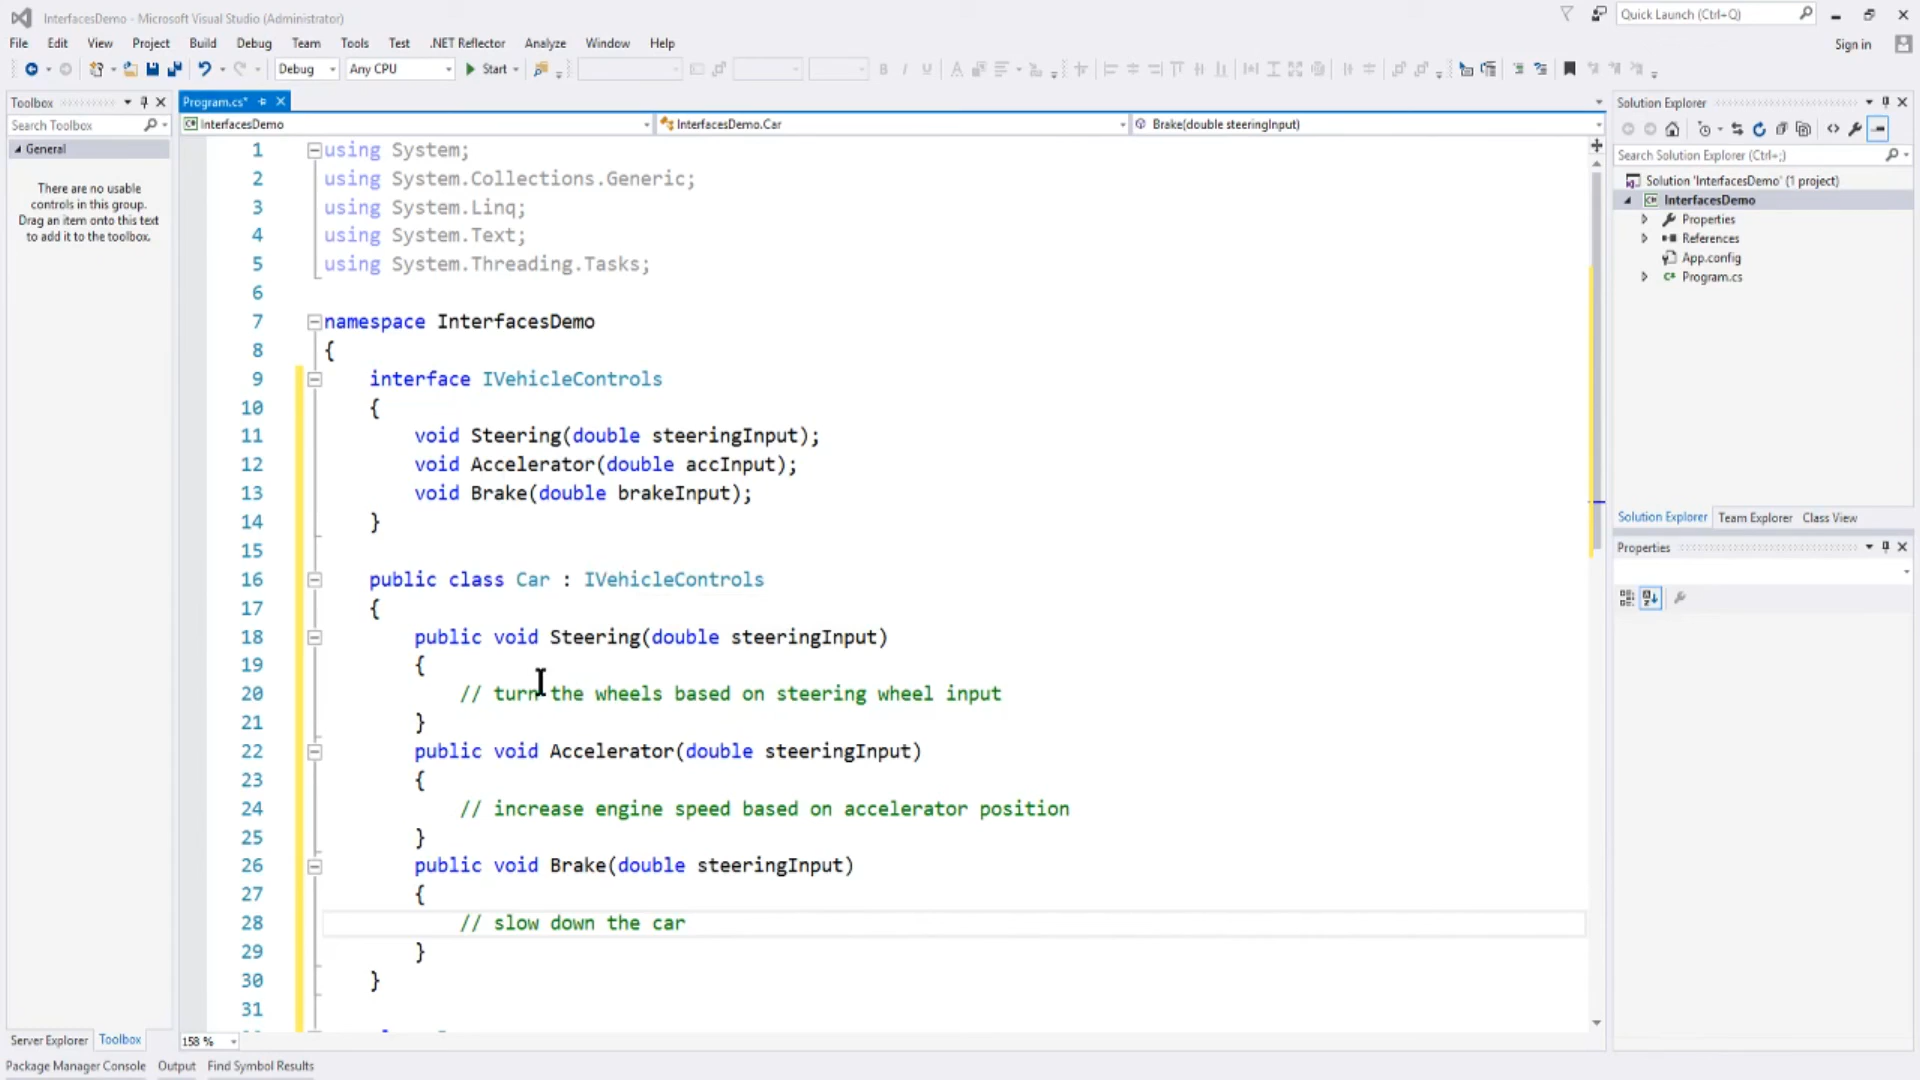 InterfacesDemo - Microsoft Visual Studio (Administrator)
Quick Launch (Ctrl+Q)
File Edit View Project Build Debug Team Tools Test .NET Reflector Analyze Window Help
Sign in
Debug Any CPU Start
Toolbox
Search Toolbox
General
There are no usable
controls in this group.
Drag an item onto this text
to add it to the toolbox.
Program.cs*
InterfacesDemo InterfacesDemo.Car Brake(double steeringInput)
1 using System;
2 using System.Collections.Generic;
3 using System.Linq;
4 using System.Text;
5 using System.Threading.Tasks;
6
7 namespace InterfacesDemo
8 {
9 interface IVehicleControls
10 {
11 void Steering(double steeringInput);
12 void Accelerator(double accInput);
13 void Brake(double brakeInput);
14 }
15
16 public class Car : IVehicleControls
17 {
18 public void Steering(double steeringInput)
19 {
20 // turn the wheels based on steering wheel input
21 }
22 public void Accelerator(double steeringInput)
23 {
24 // increase engine speed based on accelerator position
25 }
26 public void Brake(double steeringInput)
27 {
28 // slow down the car
29 }
30 }
31
158 %
Solution Explorer
Search Solution Explorer (Ctrl+;)
Solution 'InterfacesDemo' (1 project)
InterfacesDemo
Properties
References
App.config
Program.cs
Solution Explorer Team Explorer Class View
Properties
Server Explorer Toolbox
Package Manager Console Output Find Symbol Results